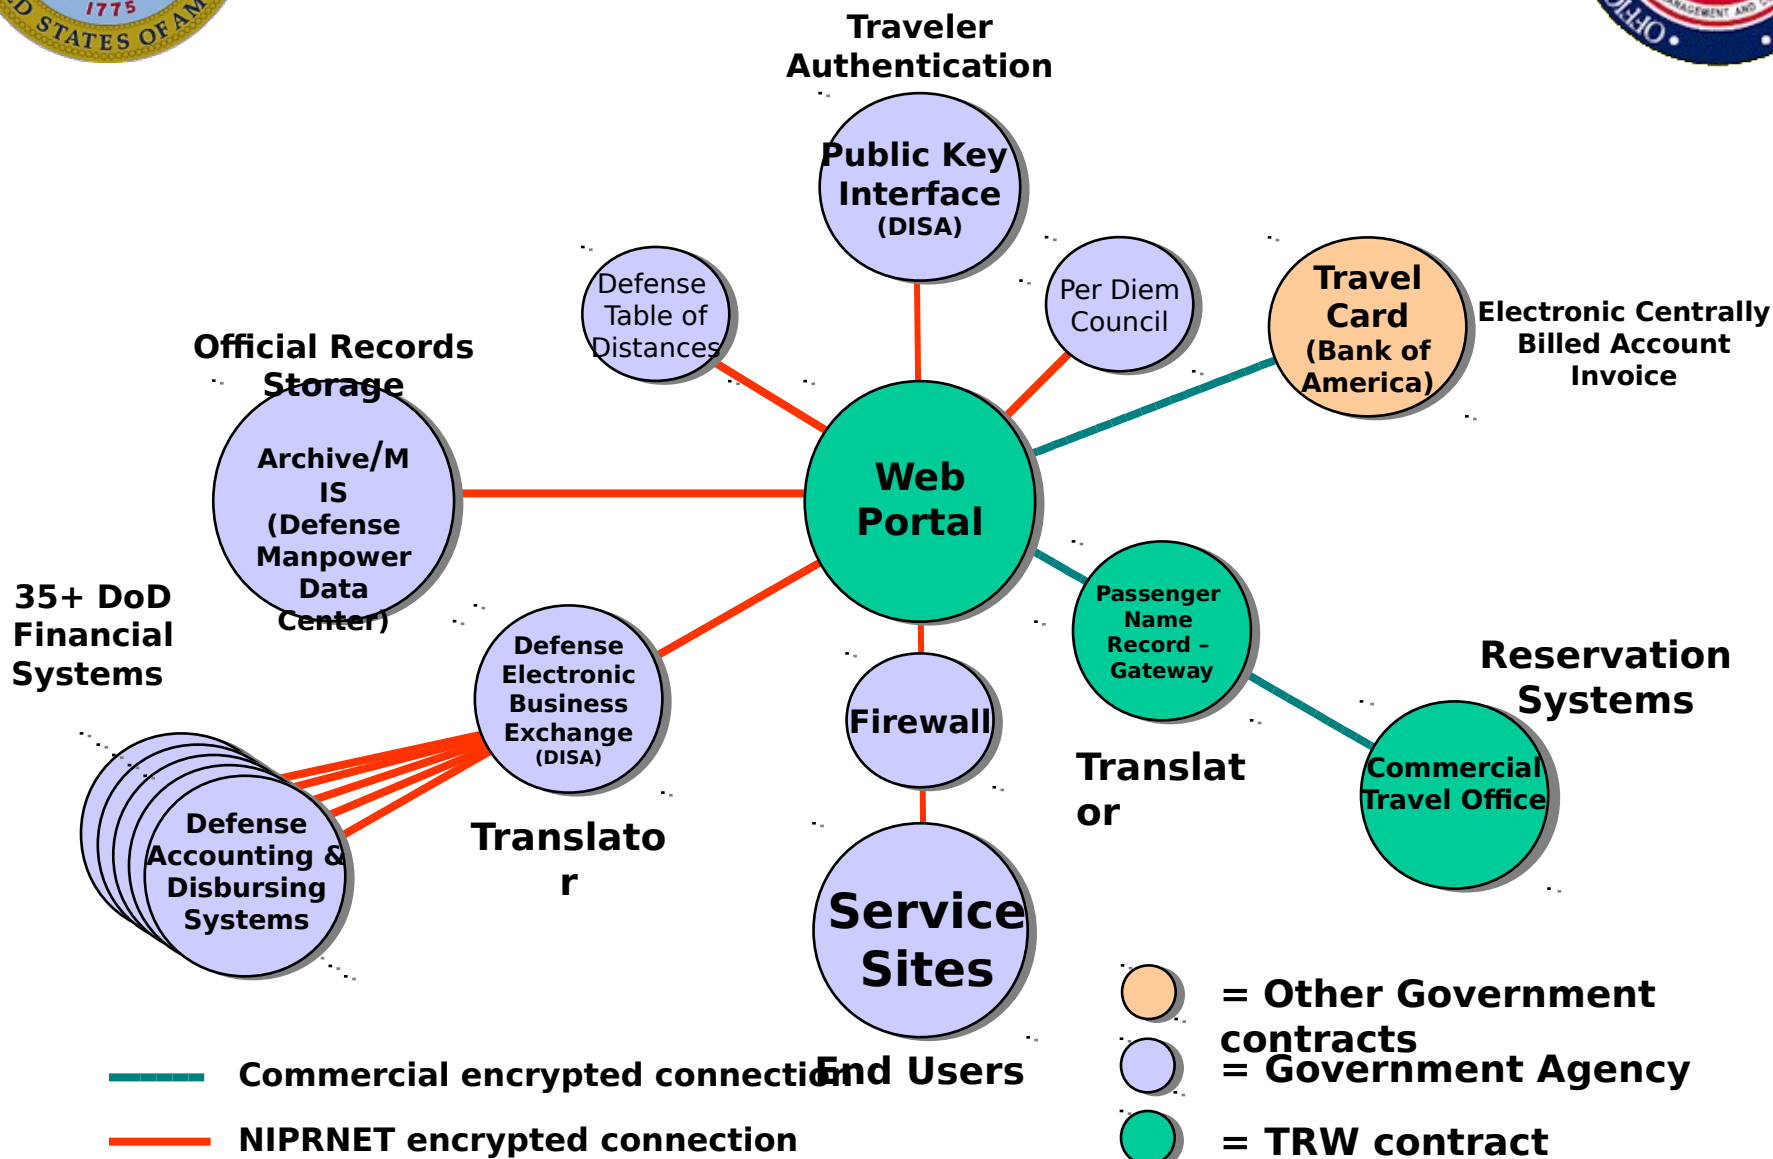 1775
D STATES OF AM
OFFIC
MANAGEMENT AND
Traveler
Authentication
Public Key
Interface
(DISA)
Defense
Table of
Distances
Per Diem
Council
Travel
Card
(Bank of
America)
Electronic Centrally
Billed Account
Invoice
Official Records
Storage
Archive/M
IS
(Defense
Manpower
Data
Center)
Web
Portal
35+ DoD
Financial
Systems
Defense
Electronic
Business
Exchange
(DISA)
Passenger
Name
Record –
Gateway
Reservation
Systems
Firewall
Translat
or
Commercial
Travel Office
Defense
Accounting &
Disbursing
Systems
Translato
r
Service
Sites
End Users
= Other Government
contracts
= Government Agency
= TRW contract
Commercial encrypted connection
NIPRNET encrypted connection